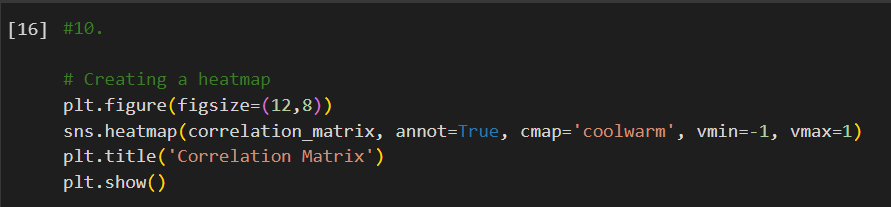 [16] #10.
# Creating a heatmap
plt.figure(figsize=(12,8))
sns.heatmap(correlation_matrix, annot=True, cmap='coolwarm', vmin=-1, vmax=1)
plt.title('Correlation Matrix')
plt.show()